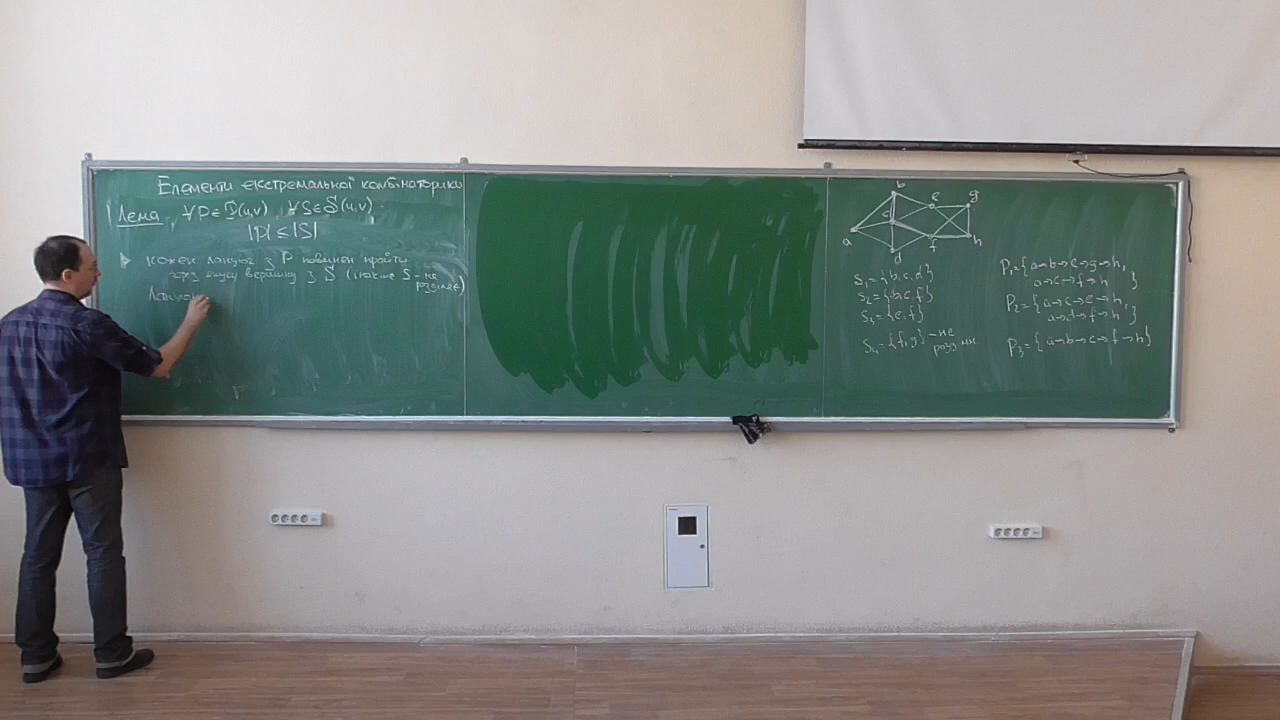 Елементи екстремальної комбінаторики
Лема ∀P∈P(u,v) ∀S∈S(u,v)
|P|≤|S|
кожен ланцюг з P повинен пройти
через якусь вершину з S (інакше S - не
розділяє)
Ланцюг
b
e
g
c
a
f
h
d
S₁={b,c,d}
S₂={b,c,f}
S₃={e,f}
S₄={f,g} - не
P₁={a→b→e→g→h,
a→c→f→h }
P₂={a→c→e→h,
a→d→f→h }
P₃={a→b→c→f→h}